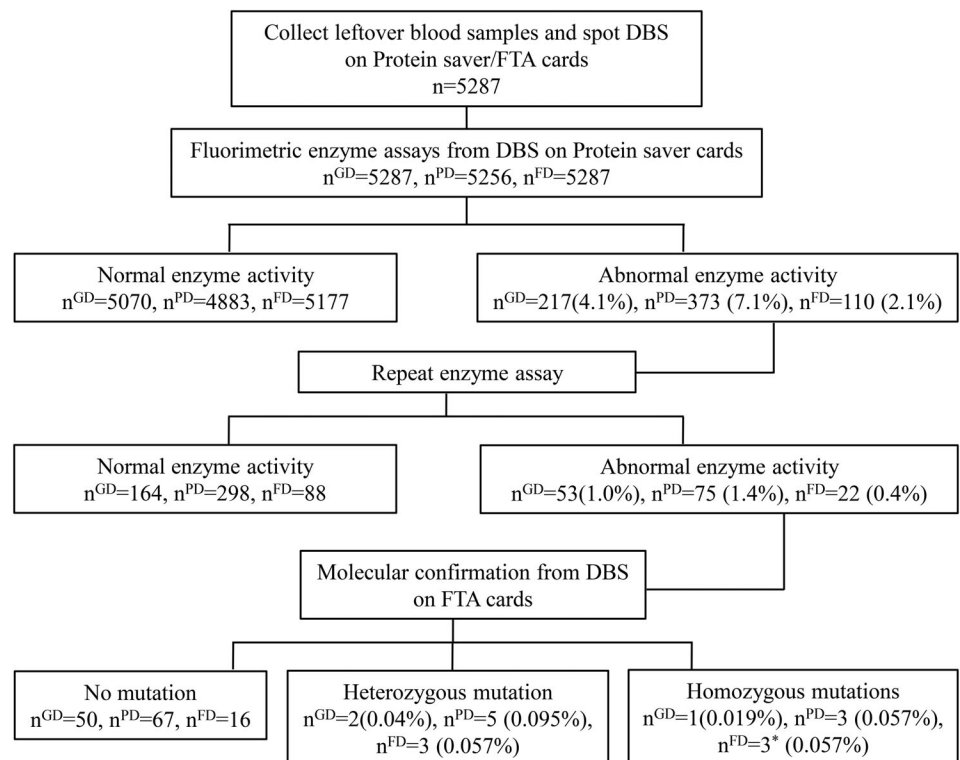 Collect leftover blood samples and spot DBS
on Protein saver/FTA cards
n=5287
Fluorimetric enzyme assays from DBS on Protein saver cards
nᴳᴰ=5287, nᴾᴰ=5256, nᶠᴰ=5287
Normal enzyme activity
nᴳᴰ=5070, nᴾᴰ=4883, nᶠᴰ=5177
Abnormal enzyme activity
nᴳᴰ=217(4.1%), nᴾᴰ=373 (7.1%), nᶠᴰ=110 (2.1%)
Repeat enzyme assay
Normal enzyme activity
nᴳᴰ=164, nᴾᴰ=298, nᶠᴰ=88
Abnormal enzyme activity
nᴳᴰ=53(1.0%), nᴾᴰ=75 (1.4%), nᶠᴰ=22 (0.4%)
Molecular confirmation from DBS
on FTA cards
No mutation
nᴳᴰ=50, nᴾᴰ=67, nᶠᴰ=16
Heterozygous mutation
nᴳᴰ=2(0.04%), nᴾᴰ=5 (0.095%),
nᶠᴰ=3 (0.057%)
Homozygous mutations
nᴳᴰ=1(0.019%), nᴾᴰ=3 (0.057%),
nᶠᴰ=3* (0.057%)